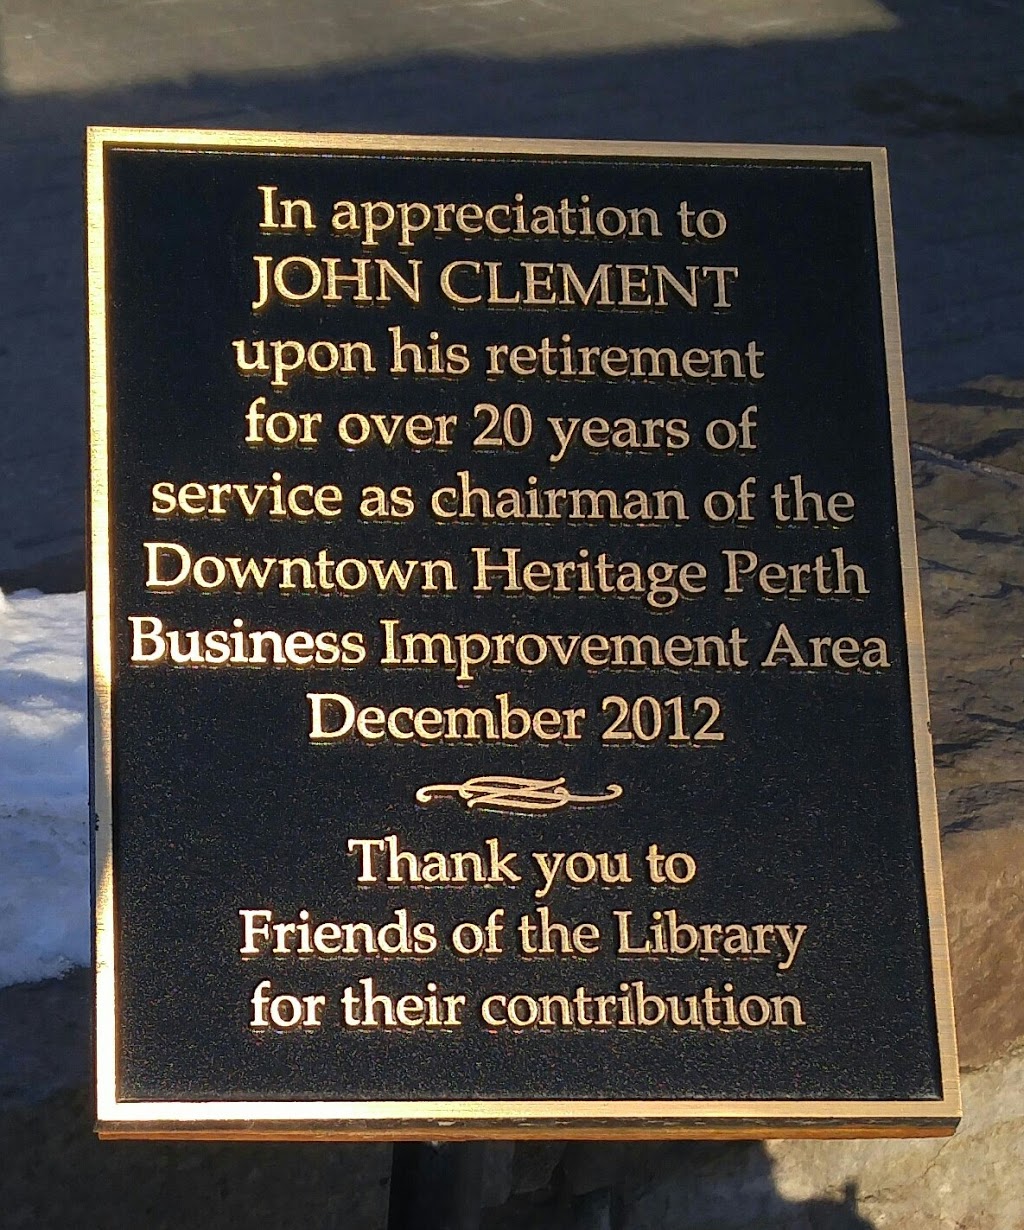 In appreciation to
JOHN CLEMENT
upon his retirement
for over 20 years of
service as chairman of the
Downtown Heritage Perth
Business Improvement Area
December 2012
Thank you to
Friends of the Library
for their contribution